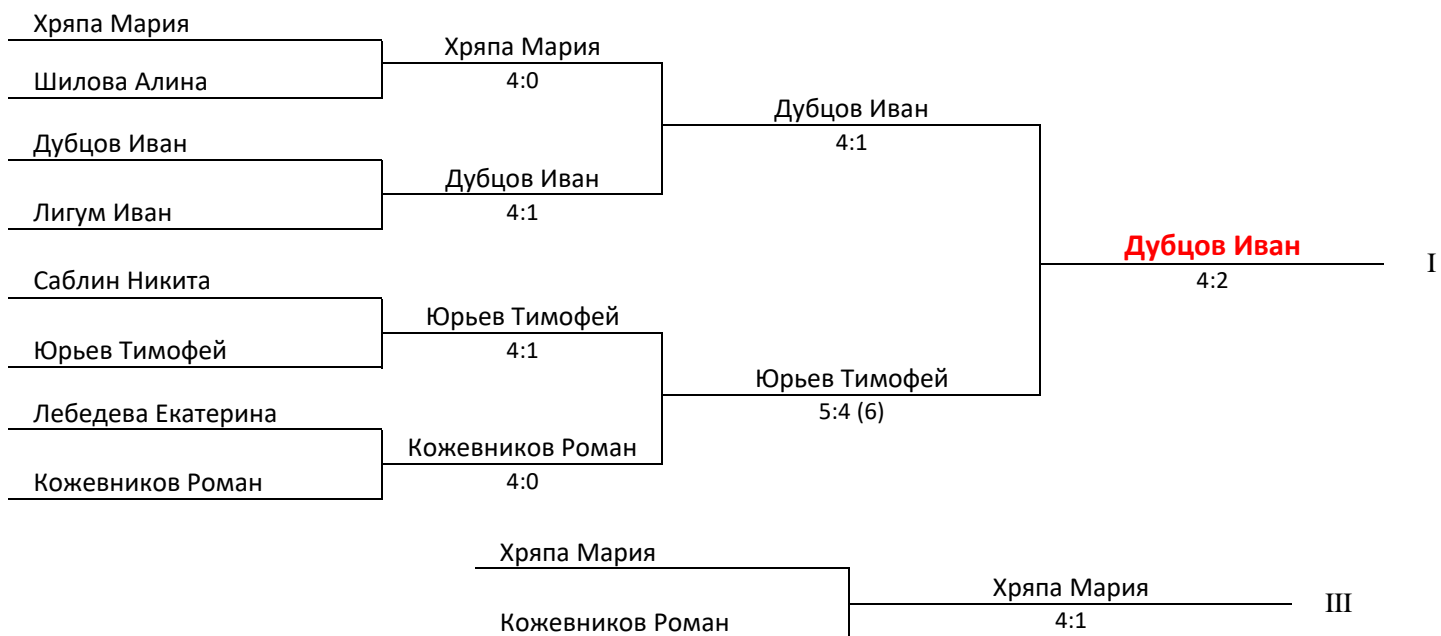 Хряпа Мария
Шилова Алина
Дубцов Иван
Лигум Иван
Саблин Никита
Юрьев Тимофей
Лебедева Екатерина
Кожевников Роман
Хряпа Мария
4:0
Дубцов Иван
4:1
Юрьев Тимофей
4:1
Кожевников Роман
4:0
Дубцов Иван
4:1
Юрьев Тимофей
5:4 (6)
Дубцов Иван
4:2
I
Хряпа Мария
Кожевников Роман
Хряпа Мария
4:1
III